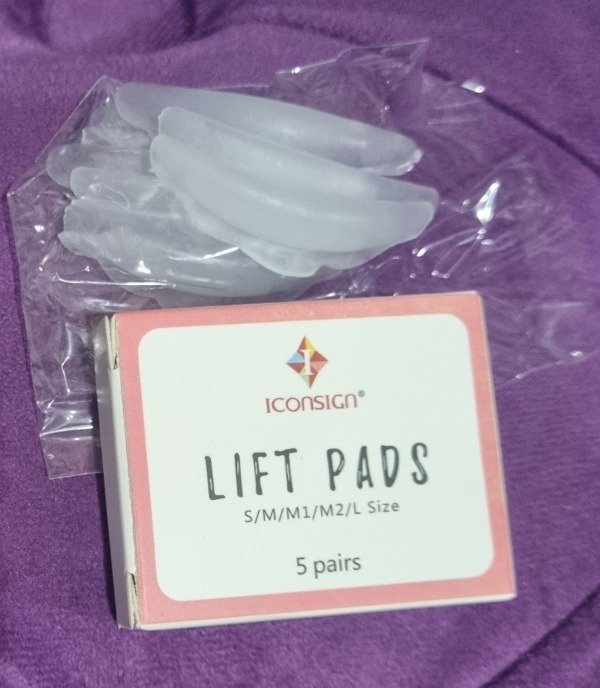 I
ICONSIGN®
LIFT PADS
S/M/M1/M2/L Size
5 pairs